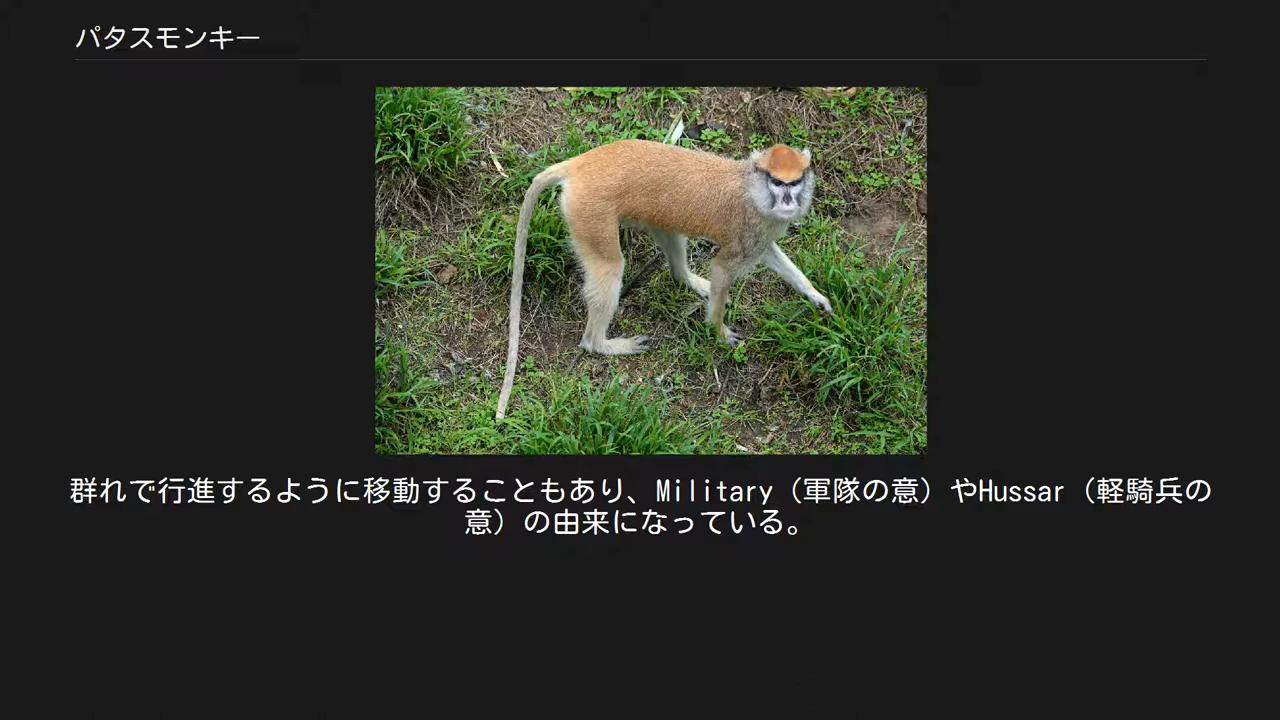 パタスモンキー
群れで行進するように移動することもあり、Military（軍隊の意）やHussar（軽騎兵の
意）の由来になっている。